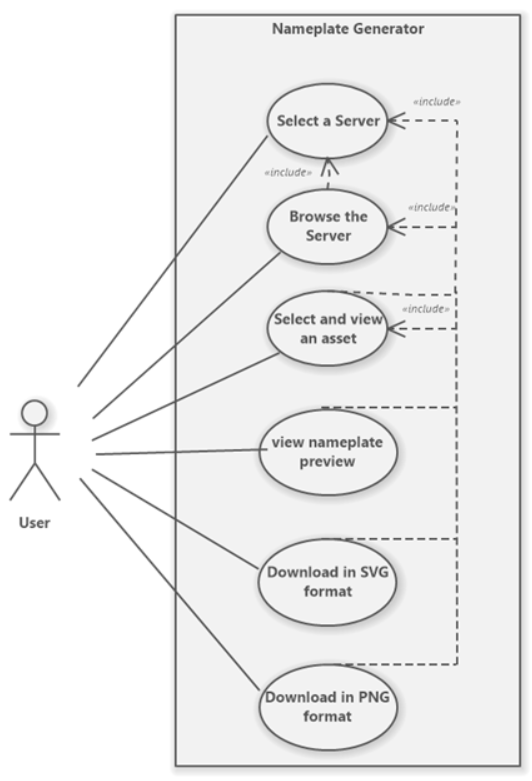 Nameplate Generator
«include»
Select a Server
«include»
«include»
Browse the
Server
«include»
Select and view
an asset
view nameplate
preview
User
Download in SVG
format
Download in PNG
format